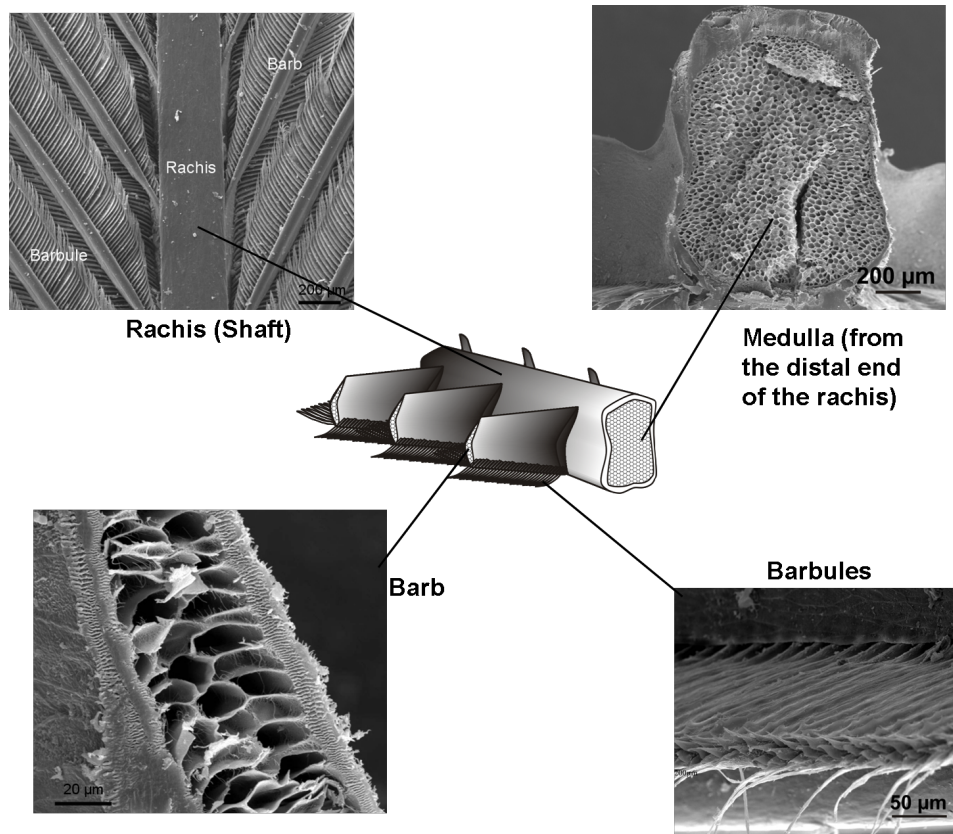 Barb
Rachis
Barbule
200 µm
Rachis (Shaft)
200 µm
Medulla (from
the distal end
of the rachis)
20 µm
Barb
Barbules
50 µm